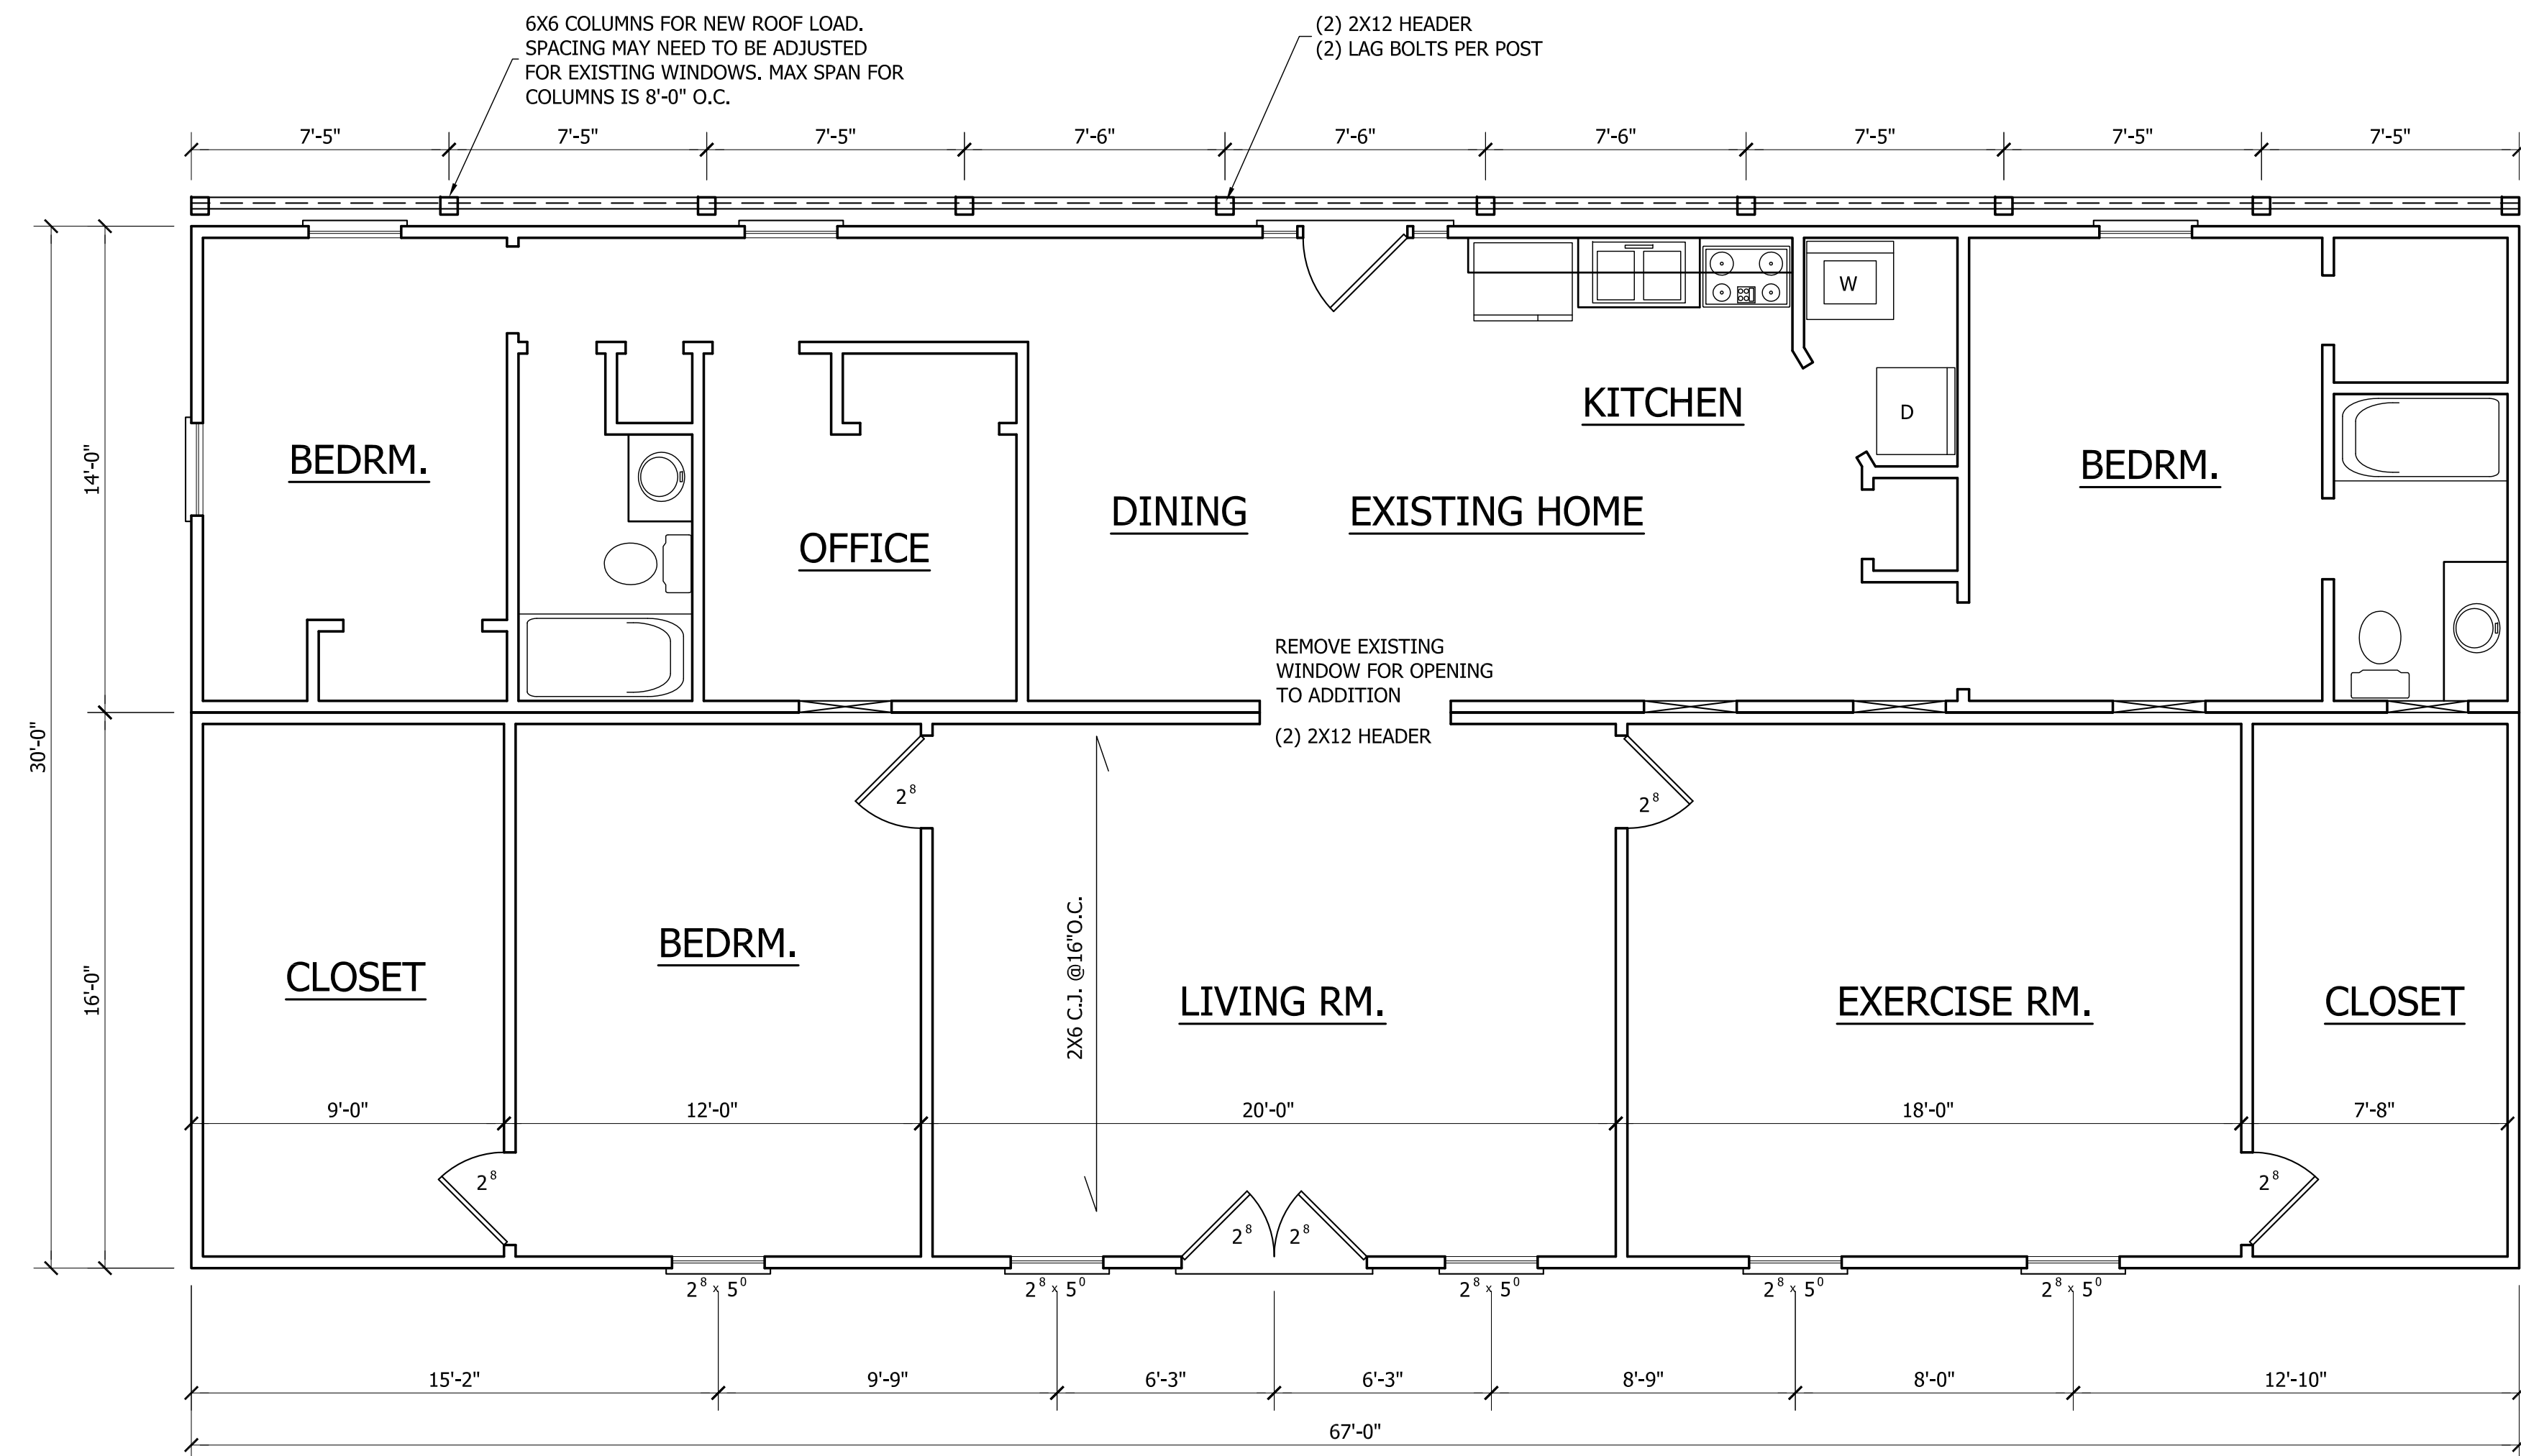 6X6 COLUMNS FOR NEW ROOF LOAD.
SPACING MAY NEED TO BE ADJUSTED
FOR EXISTING WINDOWS. MAX SPAN FOR
COLUMNS IS 8'-0" O.C.
(2) 2X12 HEADER
(2) LAG BOLTS PER POST
7'-5"
7'-5"
7'-5"
7'-6"
7'-6"
7'-6"
7'-5"
7'-5"
7'-5"
W
D
KITCHEN
BEDRM.
BEDRM.
14'-0"
DINING
EXISTING HOME
OFFICE
REMOVE EXISTING
WINDOW FOR OPENING
TO ADDITION
(2) 2X12 HEADER
30'-0"
2⁸
2⁸
BEDRM.
CLOSET
16'-0"
2X6 C.J. @16"O.C.
LIVING RM.
EXERCISE RM.
CLOSET
9'-0"
12'-0"
20'-0"
18'-0"
7'-8"
2⁸
2⁸
2⁸
2⁸
2⁸ x 5⁰
2⁸ x 5⁰
2⁸ x 5⁰
2⁸ x 5⁰
2⁸ x 5⁰
15'-2"
9'-9"
6'-3"
6'-3"
8'-9"
8'-0"
12'-10"
67'-0"